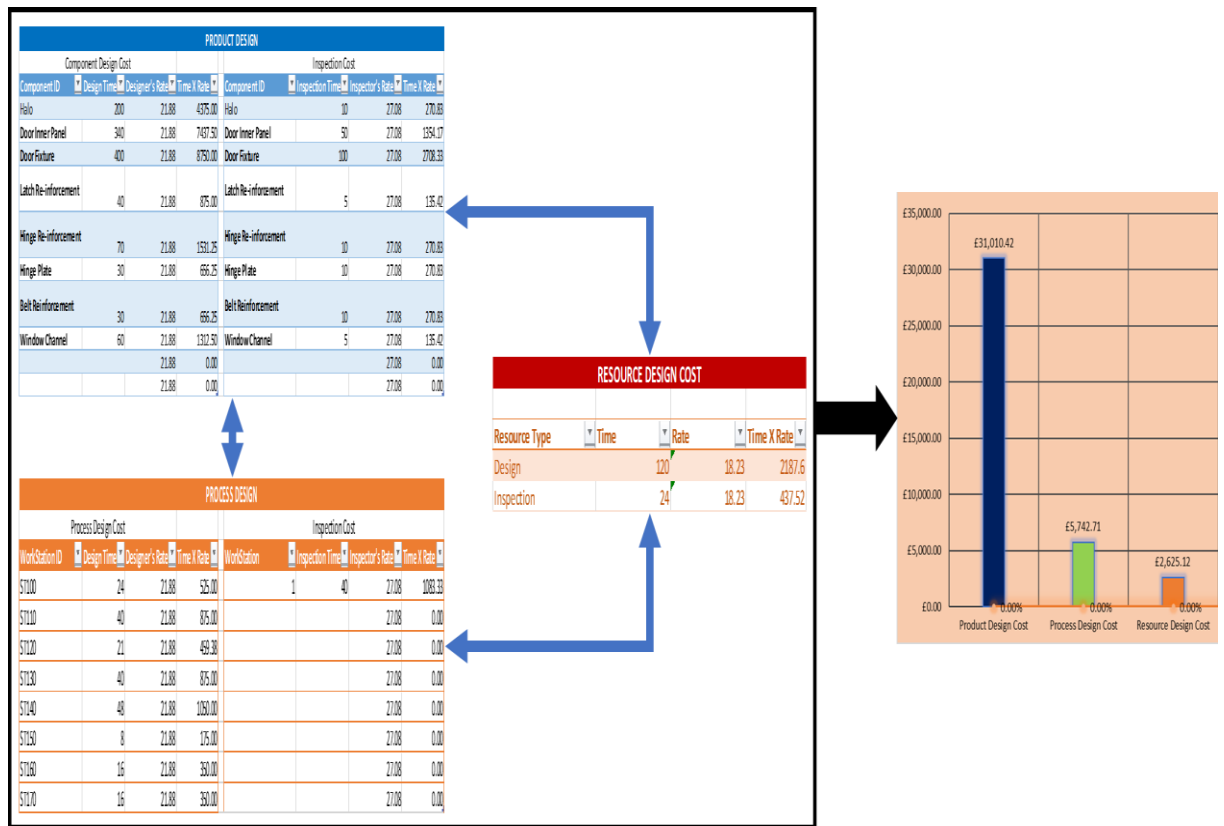 PRODUCT DESIGN
Component Design Cost Inspection Cost
Component ID Design Time Designer's Rate Time X Rate Component ID Inspection Time Inspector's Rate Time X Rate
Halo 200 21.88 4375.00 Halo 10 27.08 270.83
Door Inner Panel 340 21.88 7437.50 Door Inner Panel 50 27.08 1354.17
Door Fixture 400 21.88 8750.00 Door Fixture 100 27.08 2708.33
Latch Re-inforcement 40 21.88 875.00 Latch Re-inforcement 5 27.08 135.42
Hinge Re-inforcement 70 21.88 1531.25 Hinge Re-inforcement 10 27.08 270.83
Hinge Plate 30 21.88 656.25 Hinge Plate 10 27.08 270.83
Belt Reinforcement 30 21.88 656.25 Belt Reinforcement 10 27.08 270.83
Window Channel 60 21.88 1312.50 Window Channel 5 27.08 135.42
21.88 0.00 27.08 0.00
21.88 0.00 27.08 0.00
PROCESS DESIGN
Process Design Cost Inspection Cost
WorkStation ID Design Time Designer's Rate Time X Rate WorkStation Inspection Time Inspector's Rate Time X Rate
ST100 24 21.88 525.00 1 40 27.08 1083.33
ST110 40 21.88 875.00 27.08 0.00
ST120 21 21.88 459.38 27.08 0.00
ST130 40 21.88 875.00 27.08 0.00
ST140 48 21.88 1050.00 27.08 0.00
ST150 8 21.88 175.00 27.08 0.00
ST160 16 21.88 350.00 27.08 0.00
ST170 16 21.88 350.00 27.08 0.00
RESOURCE DESIGN COST
Resource Type Time Rate Time X Rate
Design 120 18.23 2187.6
Inspection 24 18.23 437.52
£35,000.00
£31,010.42
£30,000.00
£25,000.00
£20,000.00
£15,000.00
£10,000.00
£5,742.71
£5,000.00
£2,625.12
£0.00
0.00% 0.00% 0.00%
Product Design Cost Process Design Cost Resource Design Cost